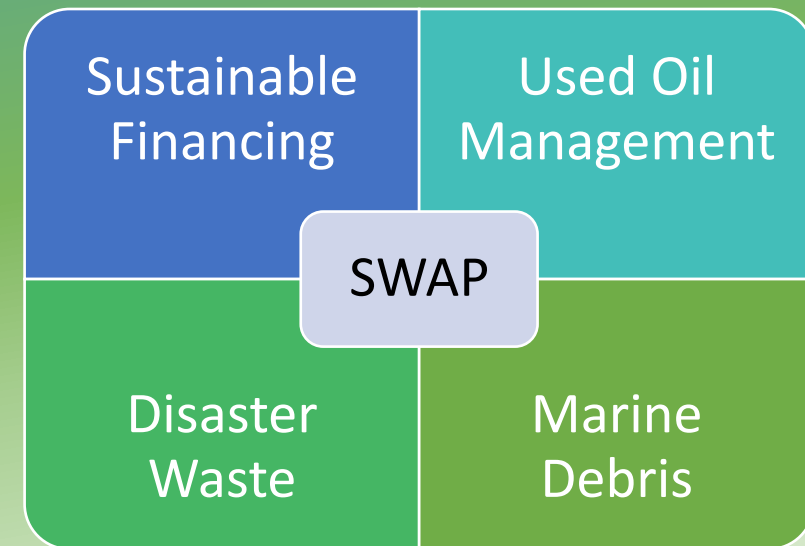 Sustainable
Financing
Used Oil
Management
SWAP
Disaster
Waste
Marine
Debris